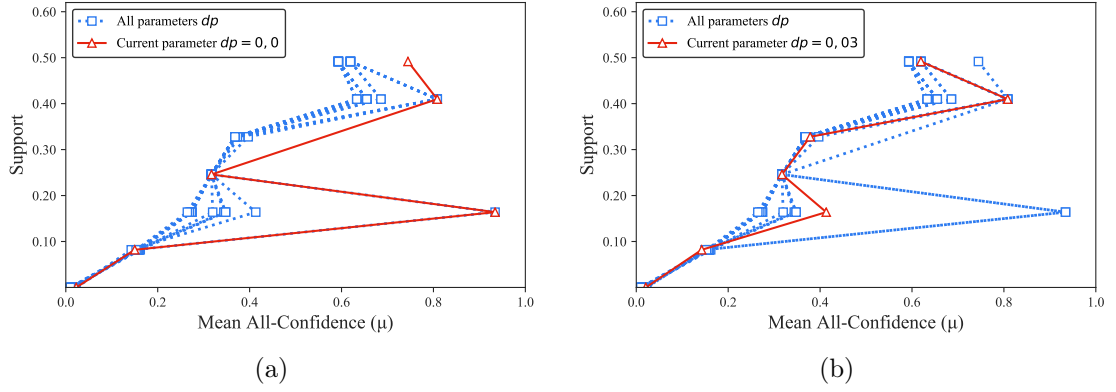 0.60
0.50
0.40
0.30
0.20
0.10
Support
All parameters dp
Current parameter dp = 0, 0
0.0 0.2 0.4 0.6 0.8 1.0
Mean All-Confidence (μ)
(a)
0.60
0.50
0.40
0.30
0.20
0.10
Support
All parameters dp
Current parameter dp = 0, 03
0.0 0.2 0.4 0.6 0.8 1.0
Mean All-Confidence (μ)
(b)